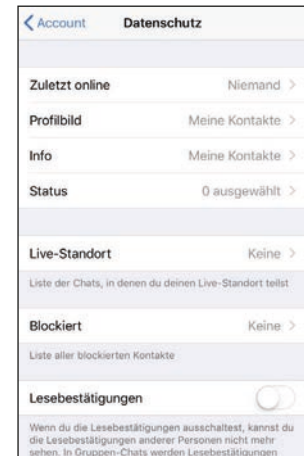 Account Datenschutz
Zuletzt online Niemand
Profilbild Meine Kontakte
Info Meine Kontakte
Status 0 ausgewählt
Live-Standort Keine
Liste der Chats, in denen du deinen Live-Standort teilst
Blockiert Keine
Liste aller blockierten Kontakte
Lesebestätigungen
Wenn du die Lesebestätigungen ausschaltest, kannst du
die Lesebestätigungen anderer Personen nicht mehr
sehen. In Gruppen-Chats werden Lesebestätigungen